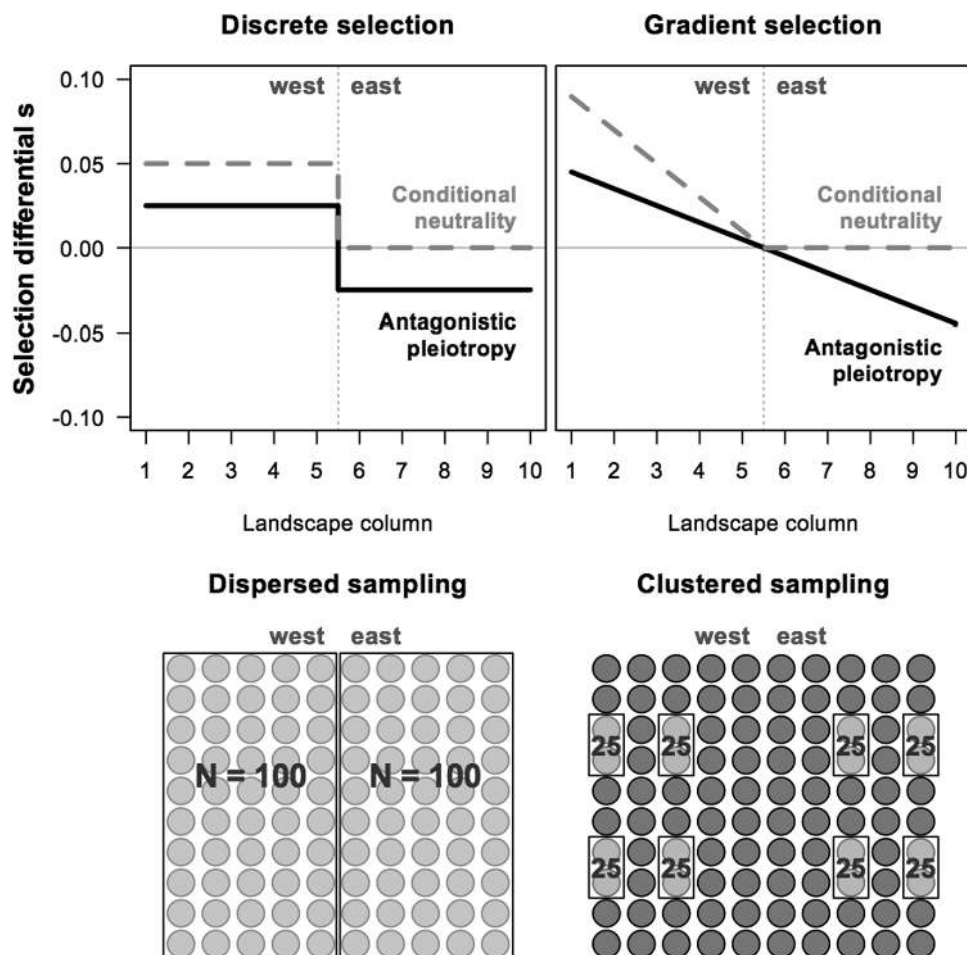 Discrete selection
Gradient selection
Selection differential s
0.10
0.05
0.00
-0.05
-0.10
west east
Conditional
neutrality
Antagonistic
pleiotropy
1 2 3 4 5 6 7 8 9 10
Landscape column
west east
Conditional
neutrality
Antagonistic
pleiotropy
1 2 3 4 5 6 7 8 9 10
Landscape column
Dispersed sampling
west east
N = 100 N = 100
Clustered sampling
west east
25 25 25 25
25 25 25 25